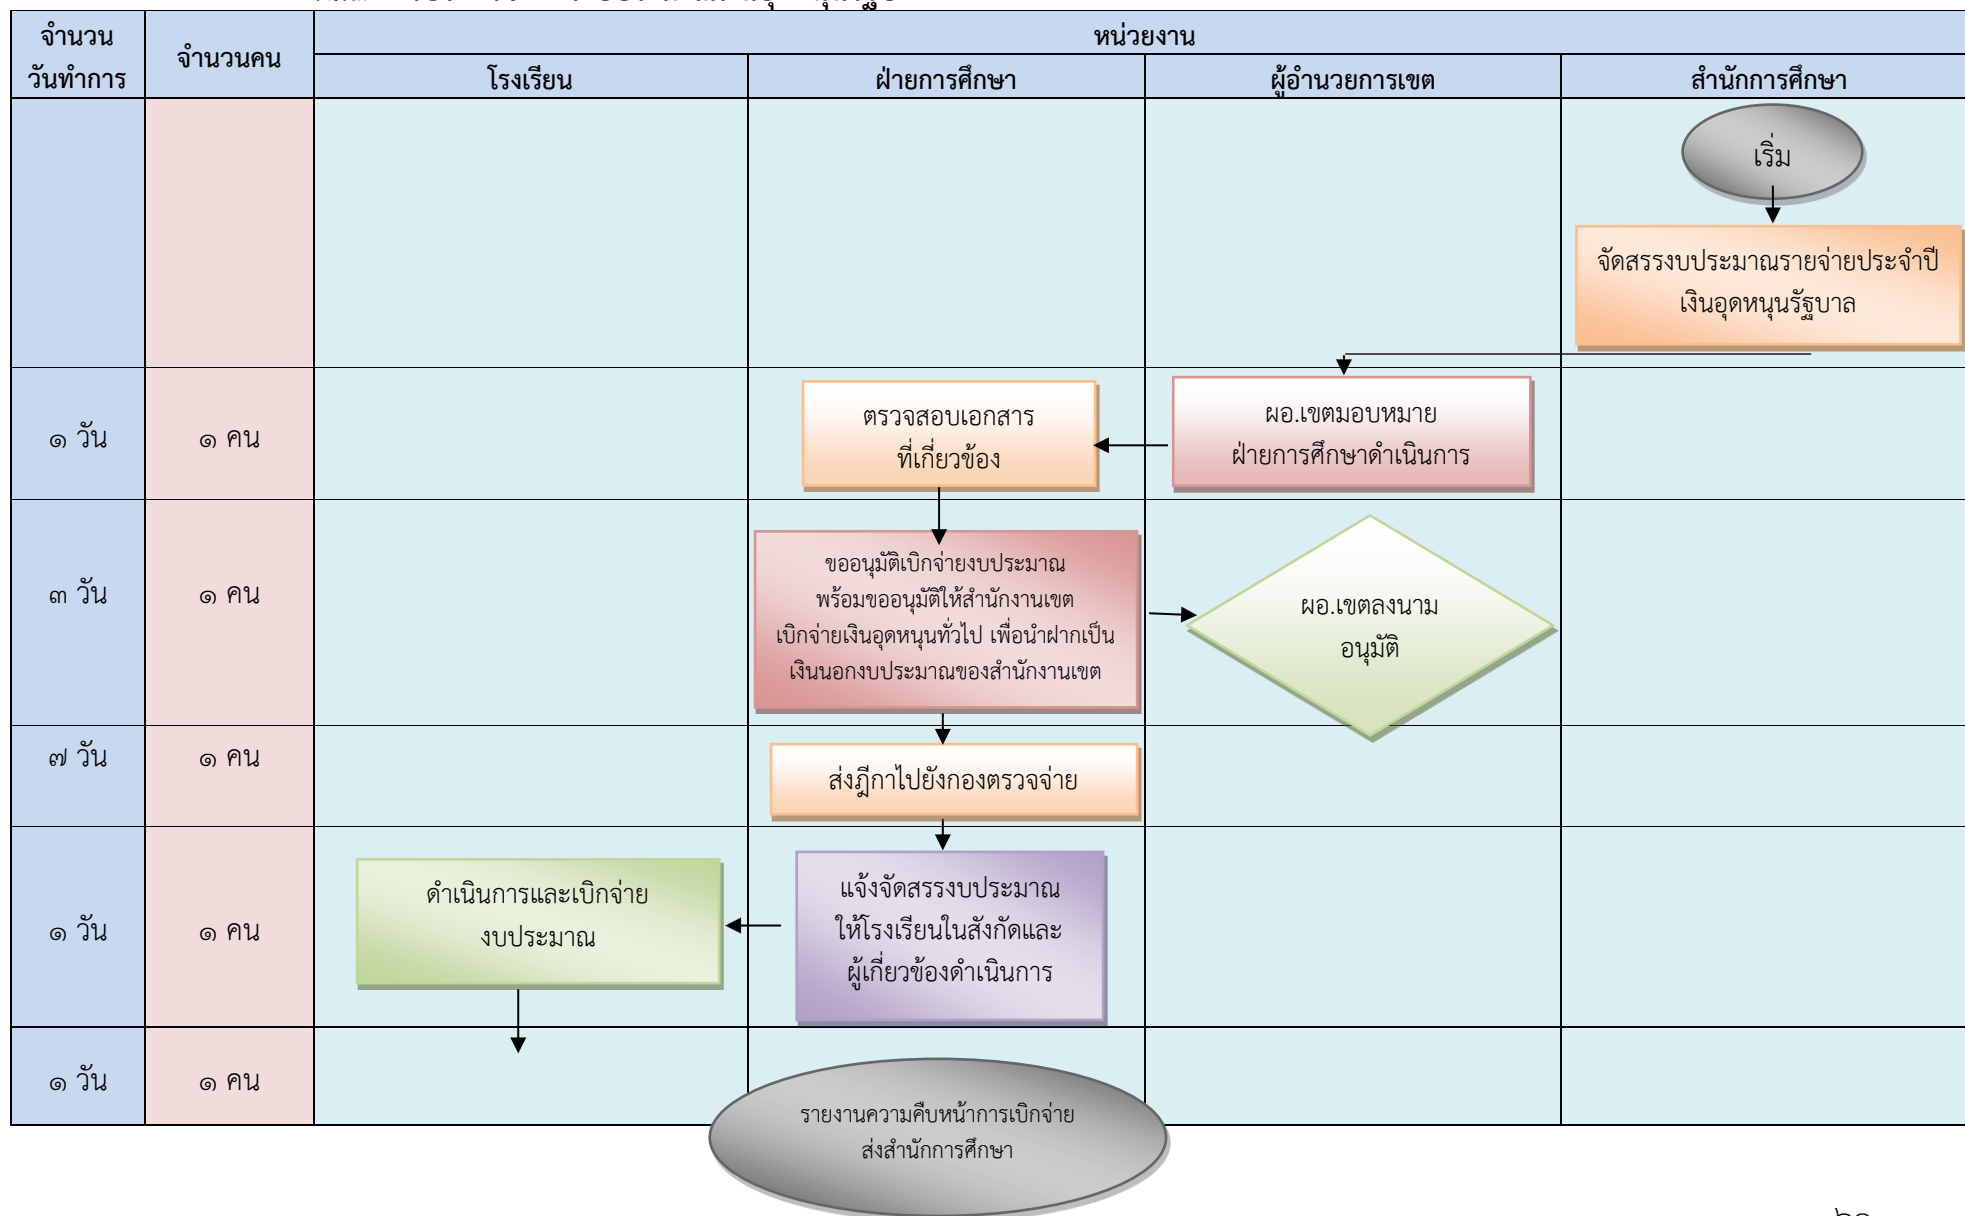 จำนวน
วันทำการ
จำนวนคน
หน่วยงาน
โรงเรียน
ฝ่ายการศึกษา
ผู้อำนวยการเขต
สำนักการศึกษา
เริ่ม
จัดสรรงบประมาณรายจ่ายประจำปี
เงินอุดหนุนรัฐบาล
๑ วัน
๑ คน
ตรวจสอบเอกสาร
ที่เกี่ยวข้อง
ผอ.เขตมอบหมาย
ฝ่ายการศึกษาดำเนินการ
๓ วัน
๑ คน
ขออนุมัติเบิกจ่ายงบประมาณ
พร้อมขออนุมัติให้สำนักงานเขต
เบิกจ่ายเงินอุดหนุนทั่วไป เพื่อนำฝากเป็น
เงินนอกงบประมาณของสำนักงานเขต
ผอ.เขตลงนาม
อนุมัติ
๗ วัน
๑ คน
ส่งฎีกาไปยังกองตรวจจ่าย
๑ วัน
๑ คน
ดำเนินการและเบิกจ่าย
งบประมาณ
แจ้งจัดสรรงบประมาณ
ให้โรงเรียนในสังกัดและ
ผู้เกี่ยวข้องดำเนินการ
๑ วัน
๑ คน
รายงานความคืบหน้าการเบิกจ่าย
ส่งสำนักการศึกษา